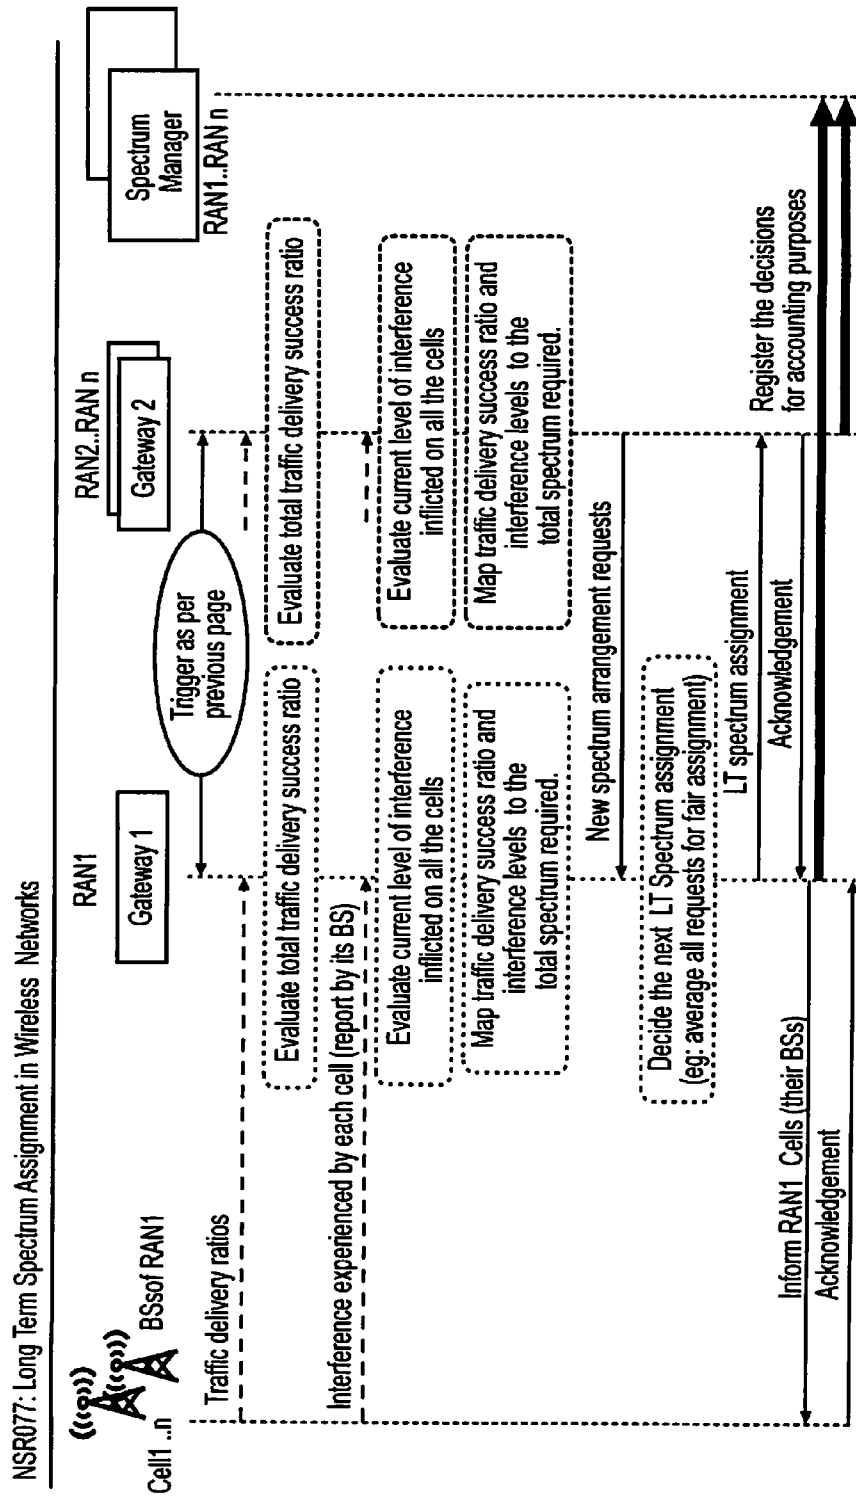 NSR077: Long Term Spectrum Assignment in Wireless Networks
Cell1 ..n
BSsof RAN1
RAN1
Gateway 1
RAN2..RAN n
Gateway 2
Spectrum
Manager
RAN1..RAN n
Trigger as per
previous page
Traffic delivery ratios
Evaluate total traffic delivery success ratio
Evaluate total traffic delivery success ratio
Interference experienced by each cell (report by its BS)
Evaluate current level of interference
inflicted on all the cells
Evaluate current level of interference
inflicted on all the cells
Map traffic delivery success ratio and
interference levels to the
total spectrum required.
Map traffic delivery success ratio and
interference levels to the
total spectrum required.
New spectrum arrangement requests
Decide the next LT Spectrum assignment
(eg: average all requests for fair assignment)
LT spectrum assignment
Acknowledgement
Register the decisions
for accounting purposes
Inform RAN1 Cells (their BSs)
Acknowledgement